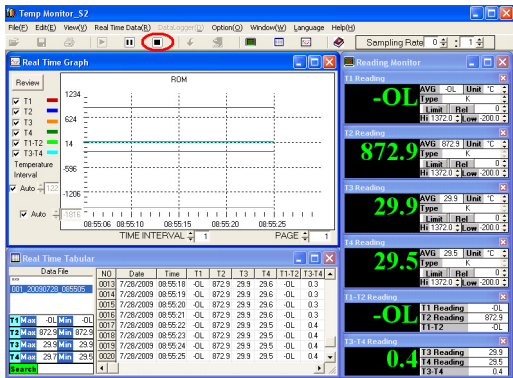 Temp Monitor_S2
File(F) Edit(E) View(V) Real Time Data(R) DataLogger(D) Option(O) Window(W) Language Help(H)
Sampling Rate 0 : 1
Real Time Graph
Review
ROM
1234
624
14
-596
-1206
-1816
T1
T2
T3
T4
T1-T2
T3-T4
Temperature
Interval
Auto 122
Auto
08:55:06 08:55:10 08:55:15 08:55:20 08:55:25
TIME INTERVAL 1 PAGE 1
Real Time Tabular
Data File
***
001_20090728_085505
T1 Max -OL Min -OL
T2 Max 872.9 Min 872.9
T3 Max 29.9 Min 29.9
T4 Max 29.7 Min 29.5
Search
NO Date Time T1 T2 T3 T4 T1-T2 T3-T4
0013 7/28/2009 08:55:18 -OL 872.9 29.9 29.6 -OL 0.3
0014 7/28/2009 08:55:19 -OL 872.9 29.9 29.6 -OL 0.3
0015 7/28/2009 08:55:20 -OL 872.9 29.9 29.6 -OL 0.3
0016 7/28/2009 08:55:21 -OL 872.9 29.9 29.6 -OL 0.3
0017 7/28/2009 08:55:22 -OL 872.9 29.9 29.5 -OL 0.4
0018 7/28/2009 08:55:23 -OL 872.9 29.9 29.5 -OL 0.4
0019 7/28/2009 08:55:24 -OL 872.9 29.9 29.5 -OL 0.4
0020 7/28/2009 08:55:25 -OL 872.9 29.9 29.5 -OL 0.4
Reading Monitor
T1 Reading
-OL
AVG -OL Unit °C
Type K
Limit Rel 0
Hi 1372.0 Low -200.0
T2 Reading
872.9
AVG 872.9 Unit °C
Type K
Limit Rel 0
Hi 1372.0 Low -200.0
T3 Reading
29.9
AVG 29.9 Unit °C
Type K
Limit Rel 0
Hi 1372.0 Low -200.0
T4 Reading
29.5
AVG 29.5 Unit °C
Type K
Limit Rel 0
Hi 1372.0 Low -200.0
T1-T2 Reading
-OL
T1 Reading -OL
T2 Reading 872.9
T1-T2 -OL
T3-T4 Reading
0.4
T3 Reading 29.9
T4 Reading 29.5
T3-T4 0.4